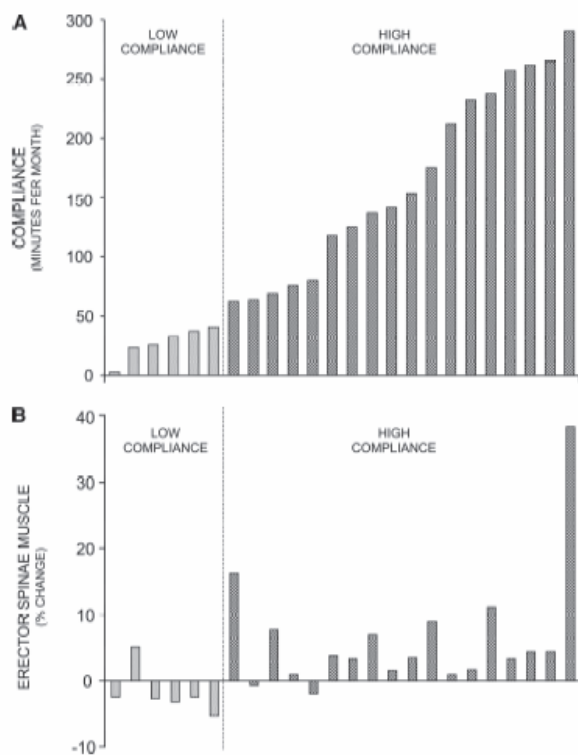 A
LOW
COMPLIANCE
HIGH
COMPLIANCE
COMPLIANCE
(MINUTES PER MONTH)
300
250
200
150
100
50
0
B
LOW
COMPLIANCE
HIGH
COMPLIANCE
ERECTOR SPINAE MUSCLE
(% CHANGE)
40
30
20
10
0
-10